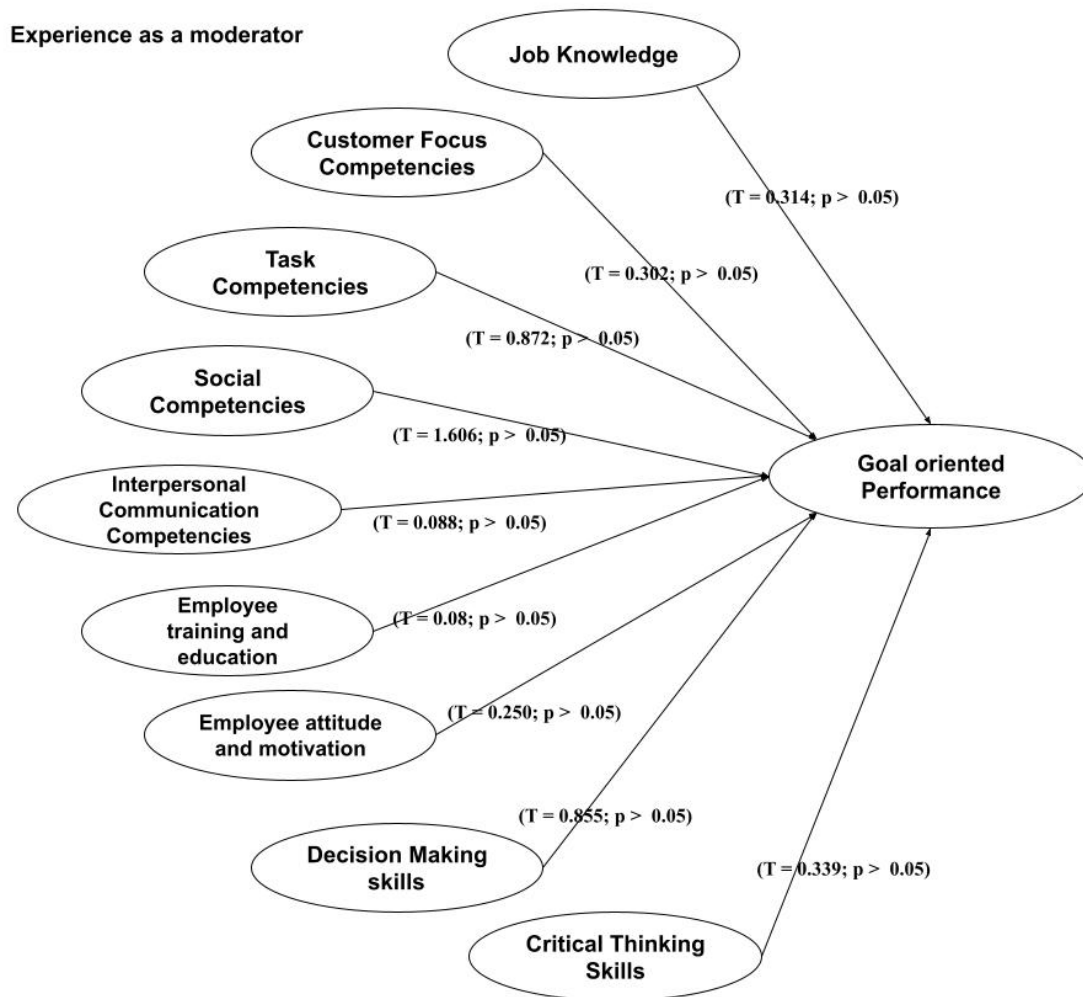 Experience as a moderator
Job Knowledge
Customer Focus
Competencies
(T = 0.314; p > 0.05)
Task
Competencies
(T = 0.302; p > 0.05)
(T = 0.872; p > 0.05)
Social
Competencies
(T = 1.606; p > 0.05)
Goal oriented
Performance
Interpersonal
Communication
Competencies
(T = 0.088; p > 0.05)
Employee
training and
education
(T = 0.08; p > 0.05)
Employee attitude
and motivation
(T = 0.250; p > 0.05)
(T = 0.855; p > 0.05)
Decision Making
skills
(T = 0.339; p > 0.05)
Critical Thinking
Skills